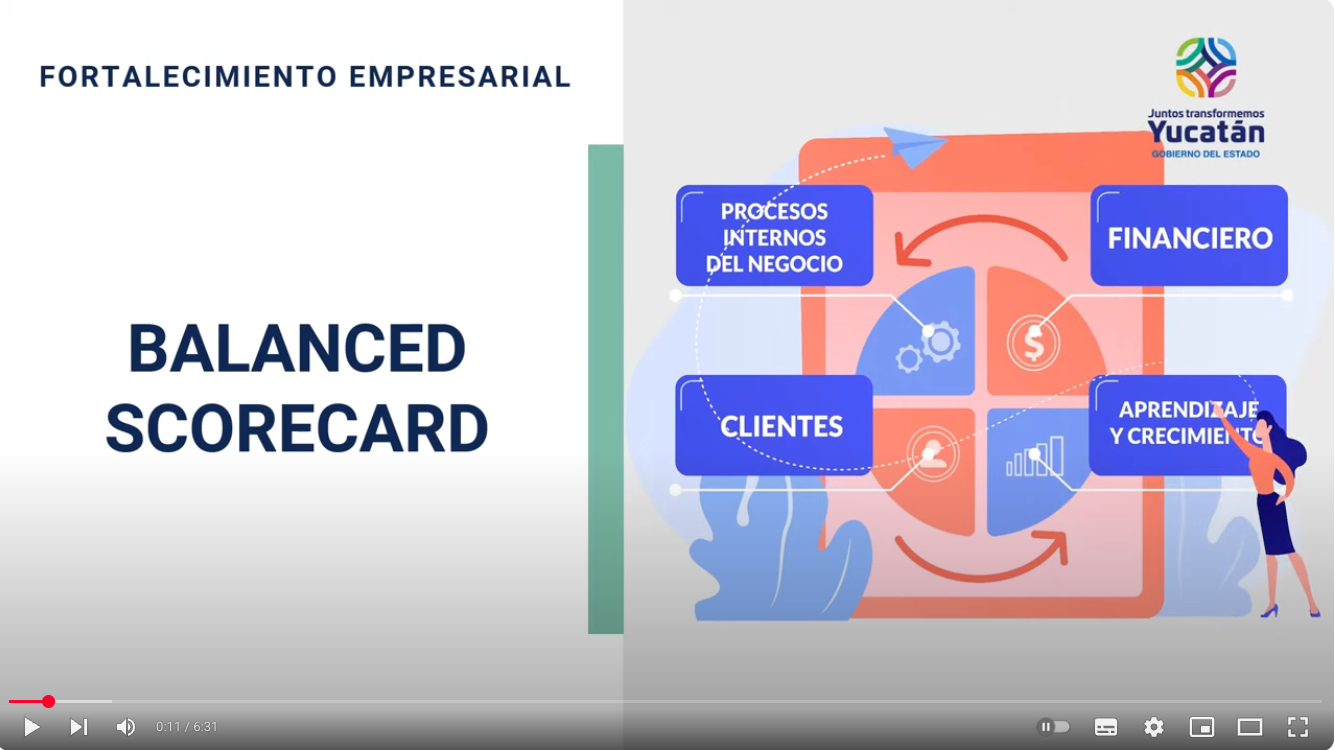 FORTALECIMIENTO EMPRESARIAL
BALANCED
SCORECARD
Juntos transformemos
Yucatán
GOBIERNO DEL ESTADO
PROCESOS
INTERNOS
DEL NEGOCIO
FINANCIERO
CLIENTES
APRENDIZAJE
Y CRECIMIENTO
$
0:11 / 6:31